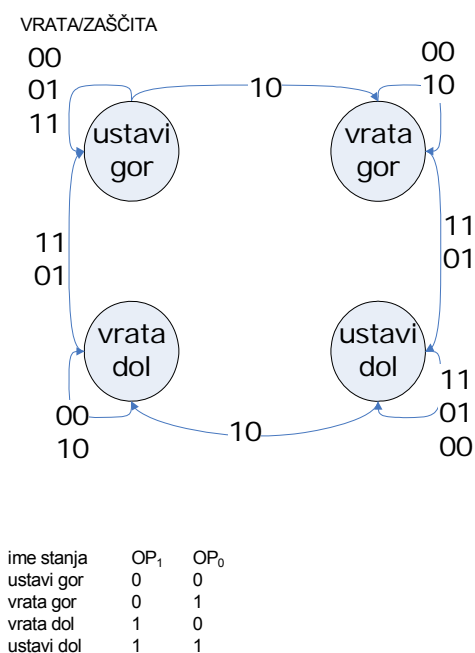 VRATA/ZAŠČITA
00
01
11
10
00
10
ustavi
gor
vrata
gor
11
01
11
01
vrata
dol
ustavi
dol
00
10
10
11
01
00
ime stanja OP₁ OP₀
ustavi gor 0 0
vrata gor 0 1
vrata dol 1 0
ustavi dol 1 1